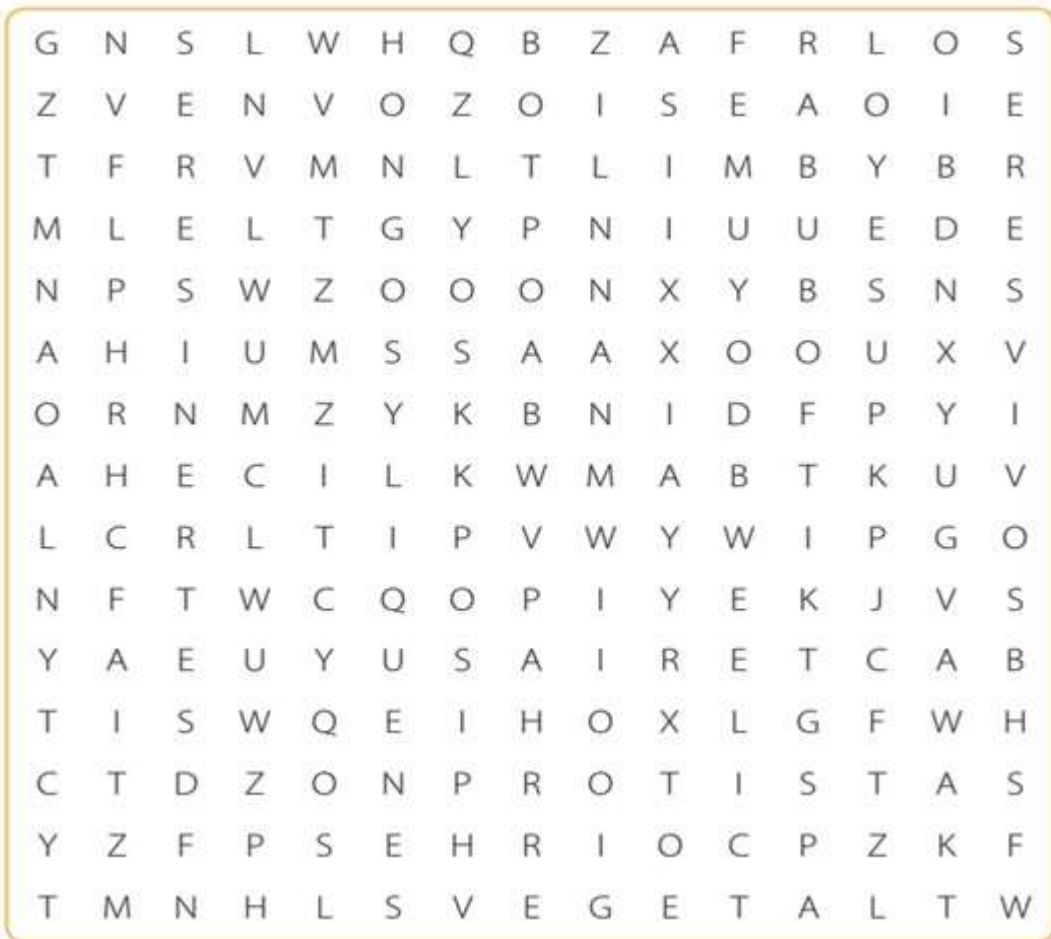 G N S L W H Q B Z A F R L O S
Z V E N V O Z O I S E A O I E
T F R V M N L T L I M B Y B R
M L E L T G Y P N I U U E D E
N P S W Z O O O N X Y B S N S
A H I U M S S A A X O O U X V
O R N M Z Y K B N I D F P Y I
A H E C I L K W M A B T K U V
L C R L T I P V W Y W I P G O
N F T W C Q O P I Y E K J V S
Y A E U Y U S A I R E T C A B
T I S W Q E I H O X L G F W H
C T D Z O N P R O T I S T A S
Y Z F P S E H R I O C P Z K F
T M N H L S V E G E T A L T W